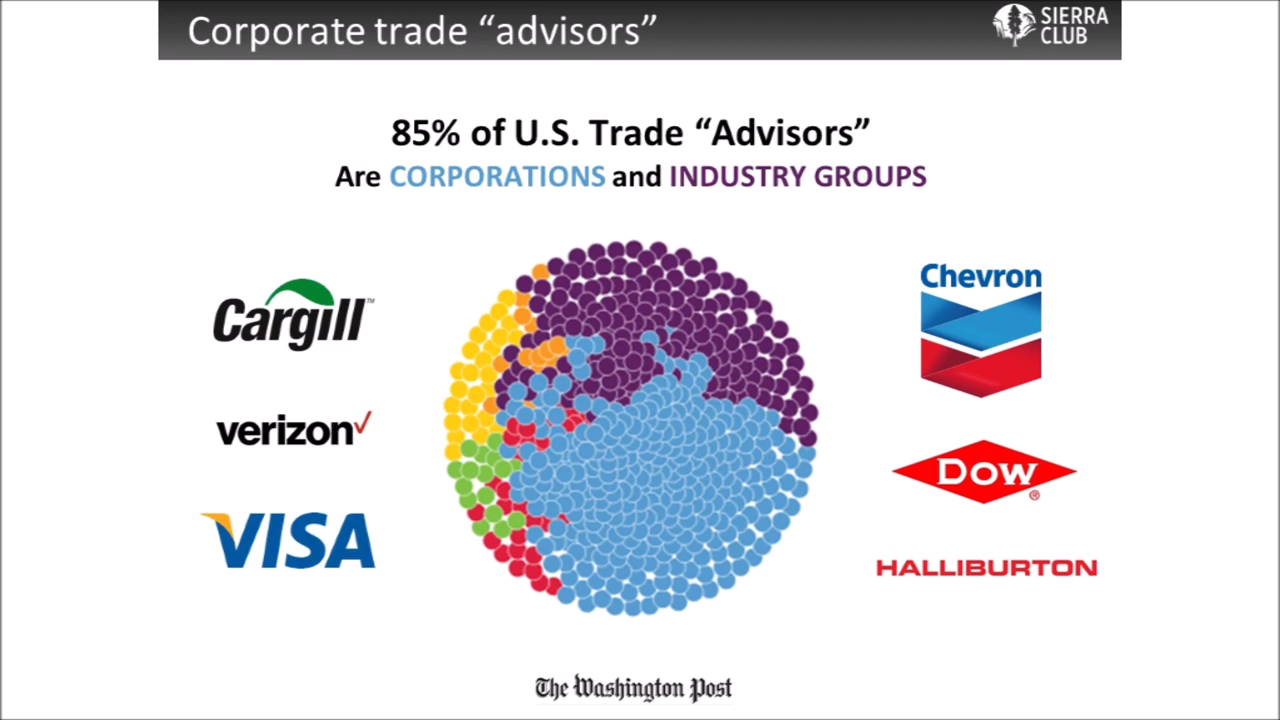 Corporate trade “advisors”
SIERRA
CLUB
85% of U.S. Trade “Advisors”
Are CORPORATIONS and INDUSTRY GROUPS
Cargill™
verizon
VISA
Chevron
Dow®
HALLIBURTON
The Washington Post